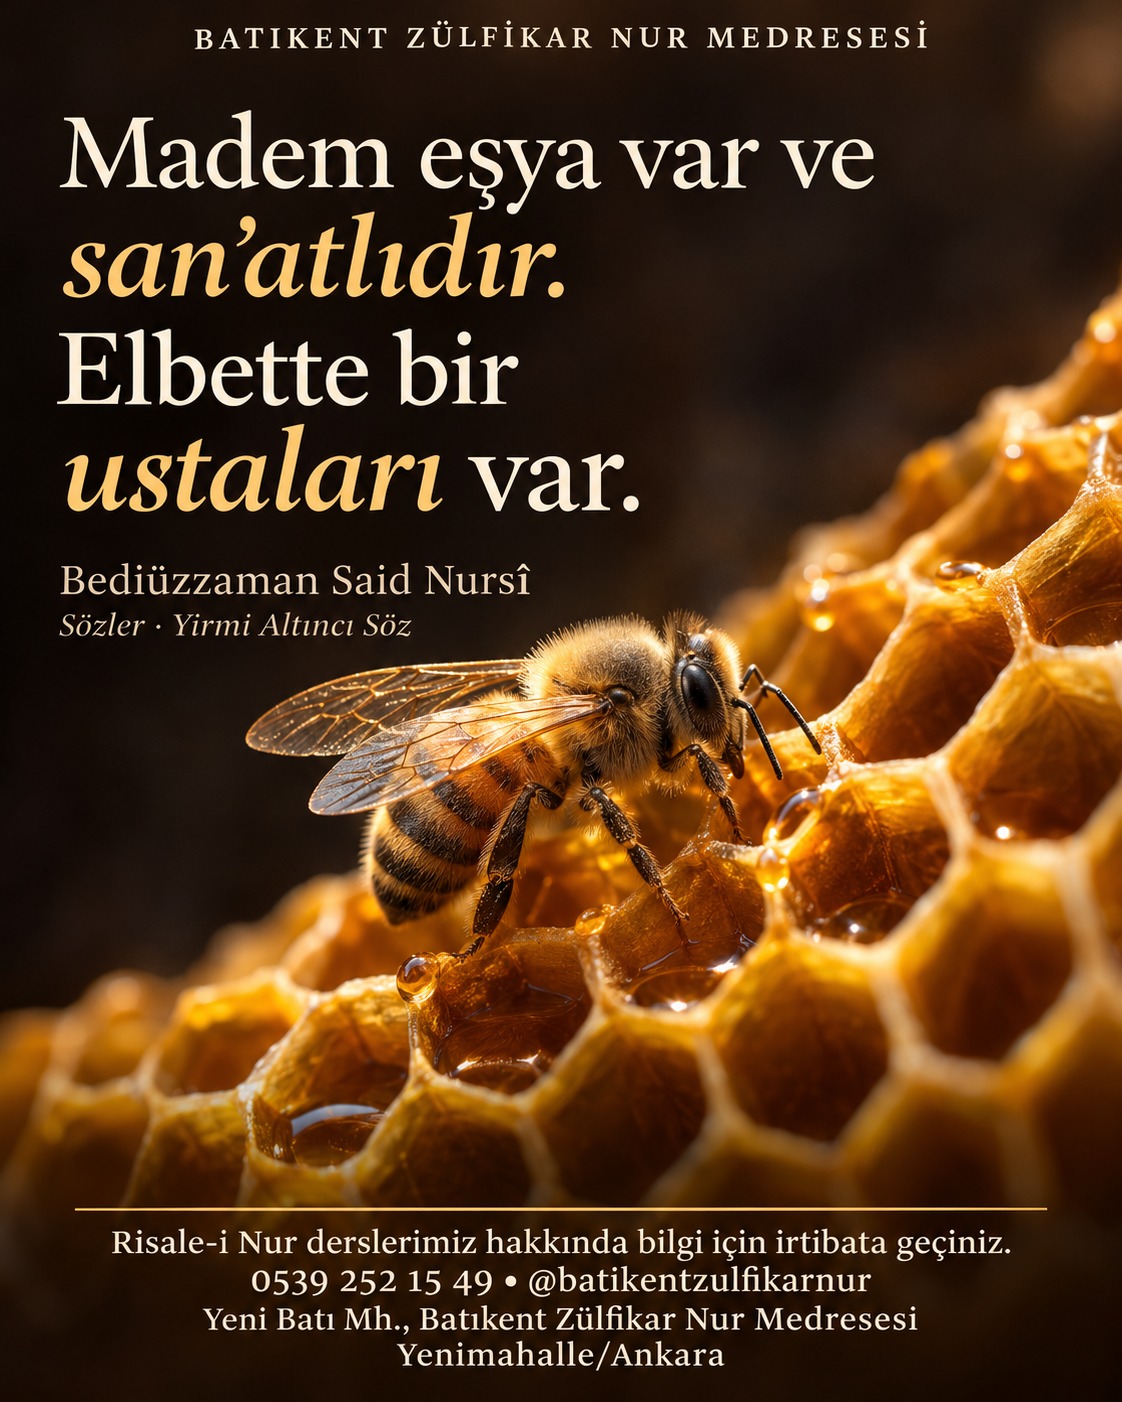 BATIKENT ZÜLFİKAR NUR MEDRESESİ
Madem eşya var ve
san’atlıdır.
Elbette bir
ustaları var.
Bediüzzaman Said Nursî
Sözler · Yirmi Altıncı Söz
Risale-i Nur derslerimiz hakkında bilgi için irtibata geçiniz.
0539 252 15 49 • @batikentzulfikarnur
Yeni Batı Mh., Batıkent Zülfikar Nur Medresesi
Yenimahalle/Ankara